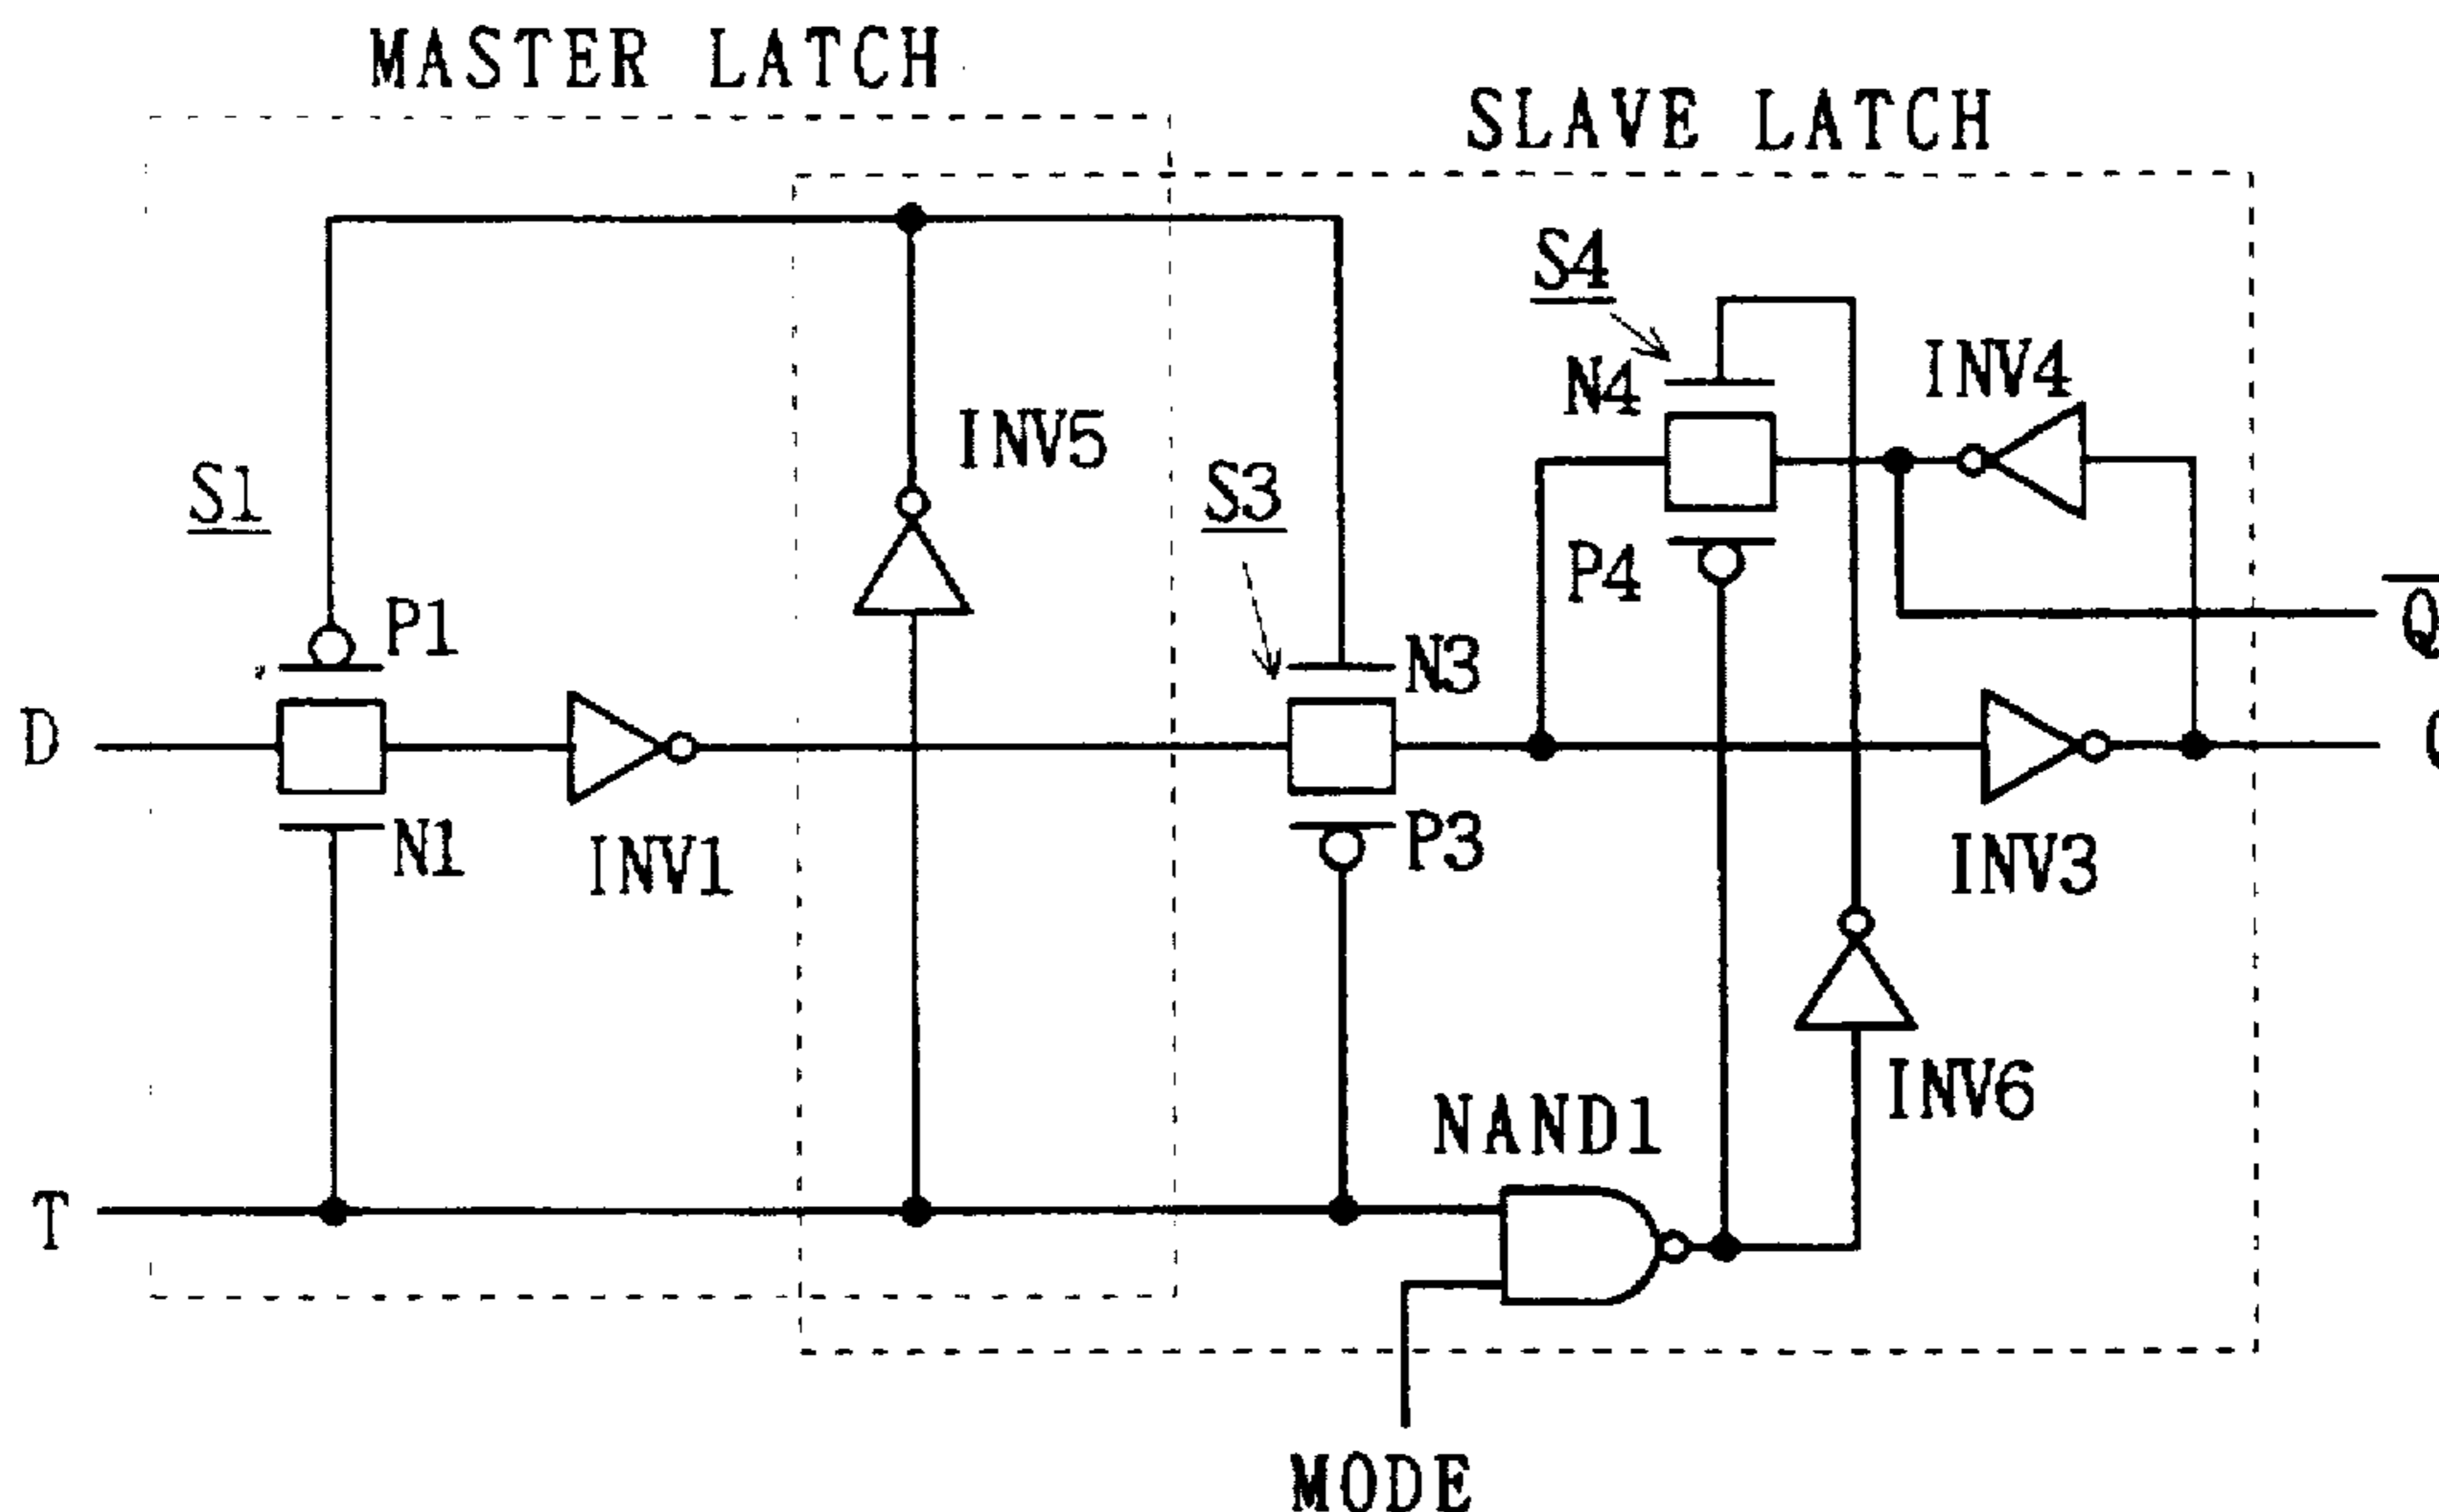 MASTER LATCH
SLAVE LATCH
S4
N4
INV4
INV5
S1
S3
P4
P1
Q
N3
D
Q
N1
INV1
P3
INV3
INV6
NAND1
T
MODE